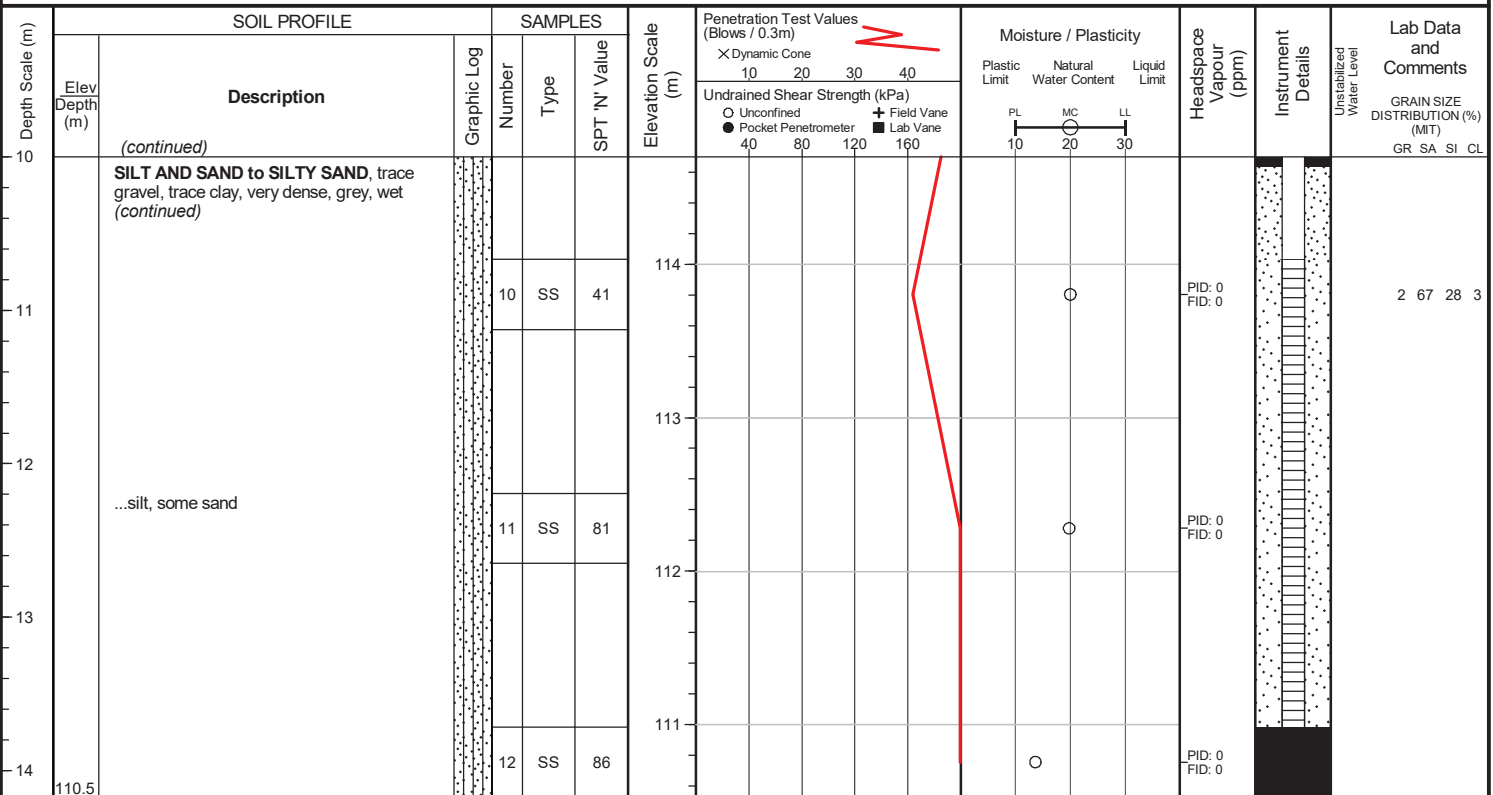 Depth Scale (m)
SOIL PROFILE
Elev
Depth
(m)
Description
(continued)
Graphic Log
SAMPLES
Number
Type
SPT 'N' Value
Elevation Scale
(m)
Penetration Test Values
(Blows / 0.3m)
× Dynamic Cone
10 20 30 40
Undrained Shear Strength (kPa)
Unconfined + Field Vane
Pocket Penetrometer Lab Vane
40 80 120 160
Moisture / Plasticity
Plastic Natural Liquid
Limit Water Content Limit
PL MC LL
10 20 30
Headspace
Vapour
(ppm)
Instrument
Details
Unstabilized
Water Level
Lab Data
and
Comments
GRAIN SIZE
DISTRIBUTION (%)
(MIT)
GR SA SI CL
10
SILT AND SAND to SILTY SAND, trace
gravel, trace clay, very dense, grey, wet
(continued)
114
10 SS 41
PID: 0
FID: 0
2 67 28 3
11
113
12
...silt, some sand
11 SS 81
PID: 0
FID: 0
112
13
111
12 SS 86
PID: 0
FID: 0
14
110.5